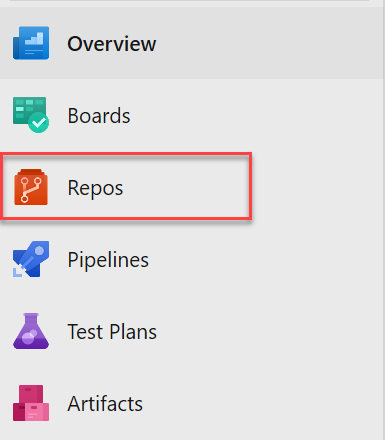 Overview
Boards
Repos
Pipelines
Test Plans
Artifacts